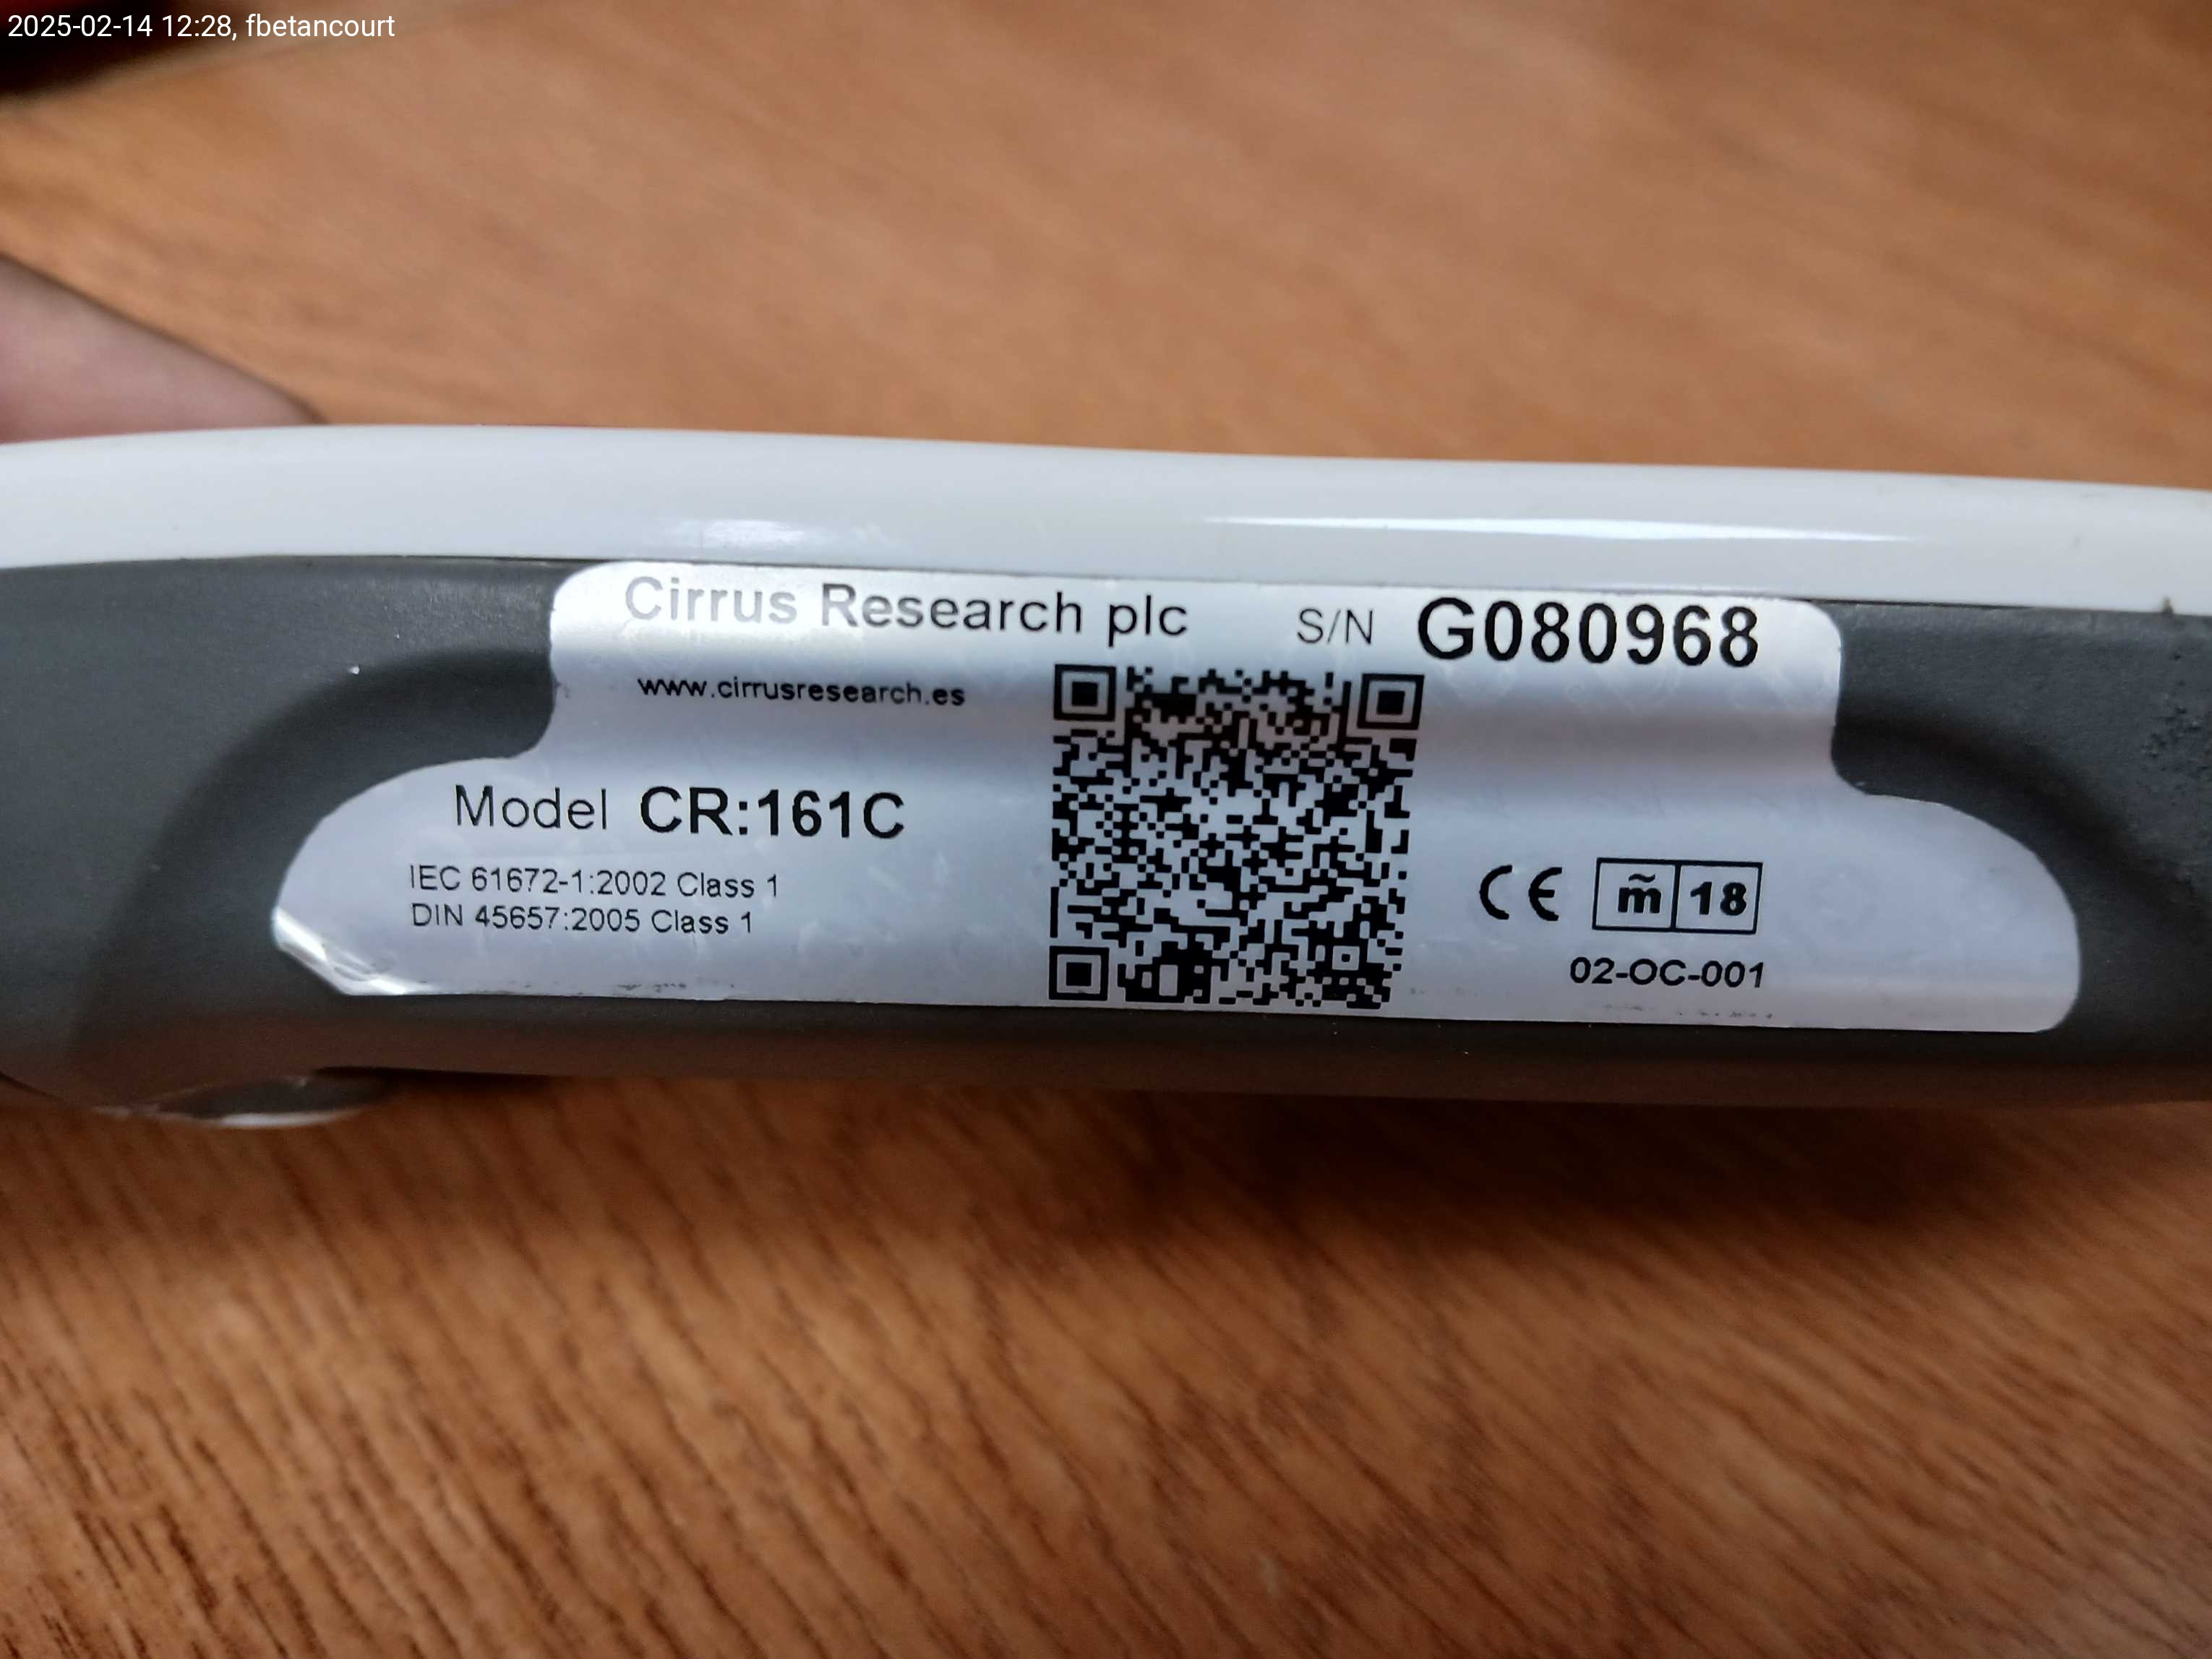 2025-02-14 12:28, fbetancourt
Cirrus Research plc S/N G080968
www.cirrusresearch.es
Model CR:161C
IEC 61672-1:2002 Class 1
DIN 45657:2005 Class 1
CE m̃ 18
02-OC-001